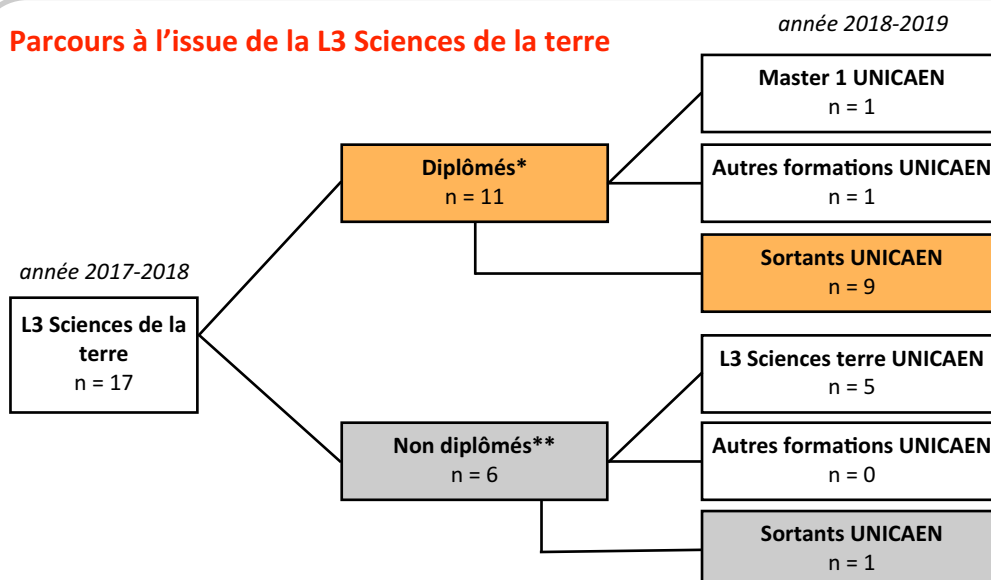 Parcours à l'issue de la L3 Sciences de la terre
année 2018-2019
Master 1 UNICAEN
n = 1
Diplômés*
n = 11
Autres formations UNICAEN
n = 1
Sortants UNICAEN
n = 9
année 2017-2018
L3 Sciences de la
terre
n = 17
L3 Sciences terre UNICAEN
n = 5
Non diplômés**
n = 6
Autres formations UNICAEN
n = 0
Sortants UNICAEN
n = 1